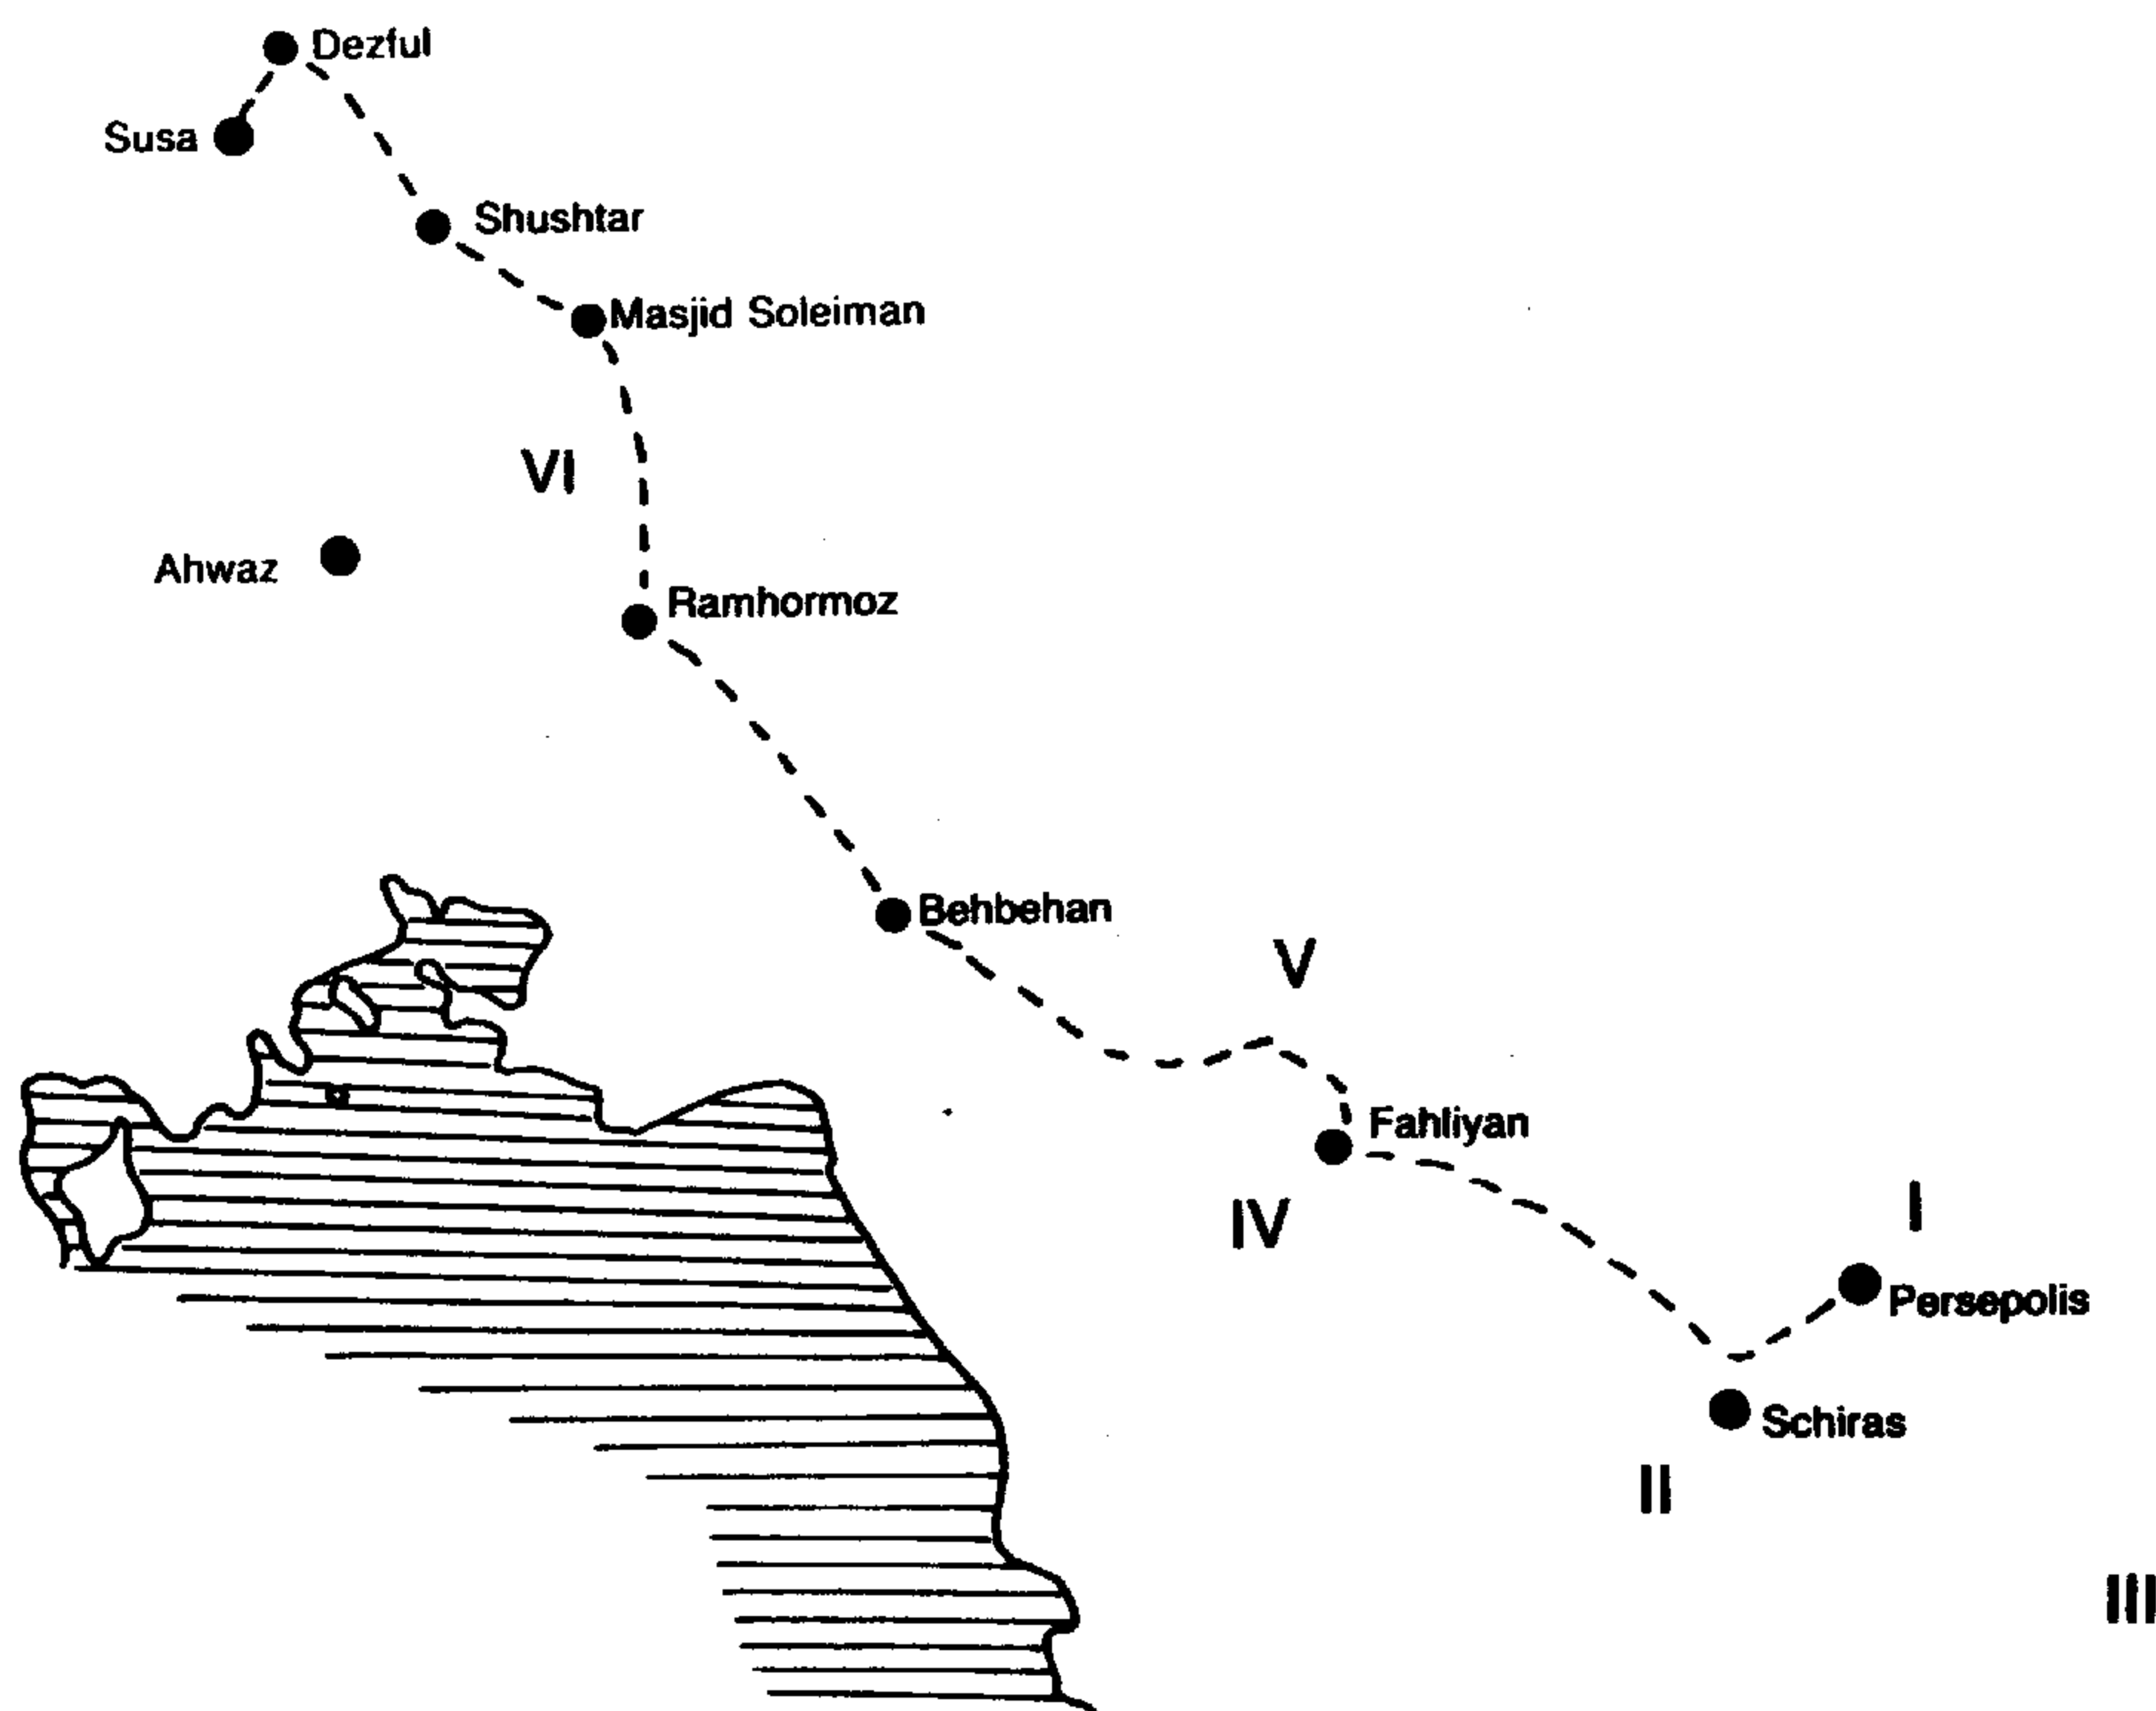 Dezful
Susa
Shushtar
Masjid Soleiman
VI
Ahwaz
Ramhormoz
Behbehan
V
Fahliyan
I
IV
Persepolis
Schiras
II
III